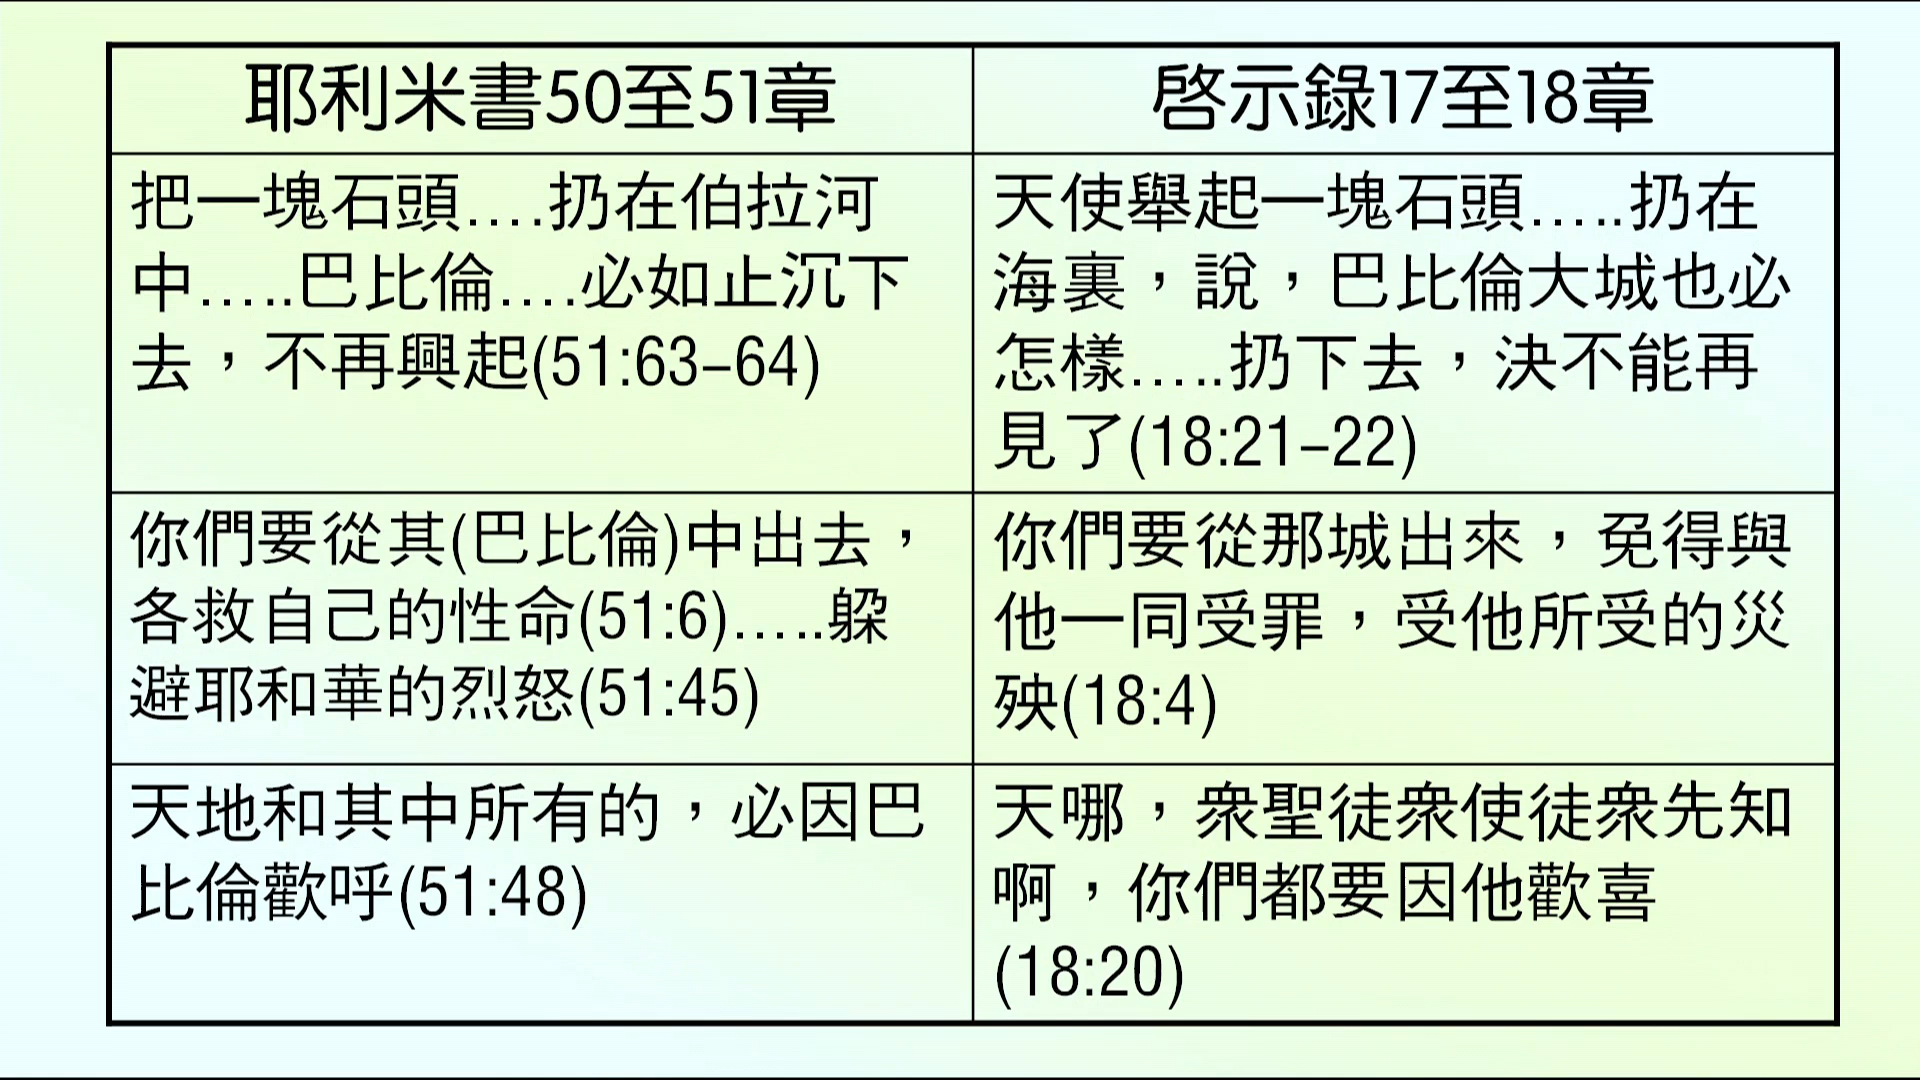 耶利米書50至51章
啓示錄17至18章
把一塊石頭....扔在伯拉河
中.....巴比倫....必如止沉下
去，不再興起(51:63-64)
天使舉起一塊石頭.....扔在
海裏，說，巴比倫大城也必
怎樣.....扔下去，決不能再
見了(18:21-22)
你們要從其(巴比倫)中出去，
各救自己的性命(51:6).....躲
避耶和華的烈怒(51:45)
你們要從那城出來，免得與
他一同受罪，受他所受的災
殃(18:4)
天地和其中所有的，必因巴
比倫歡呼(51:48)
天哪，衆聖徒衆使徒衆先知
啊，你們都要因他歡喜
(18:20)